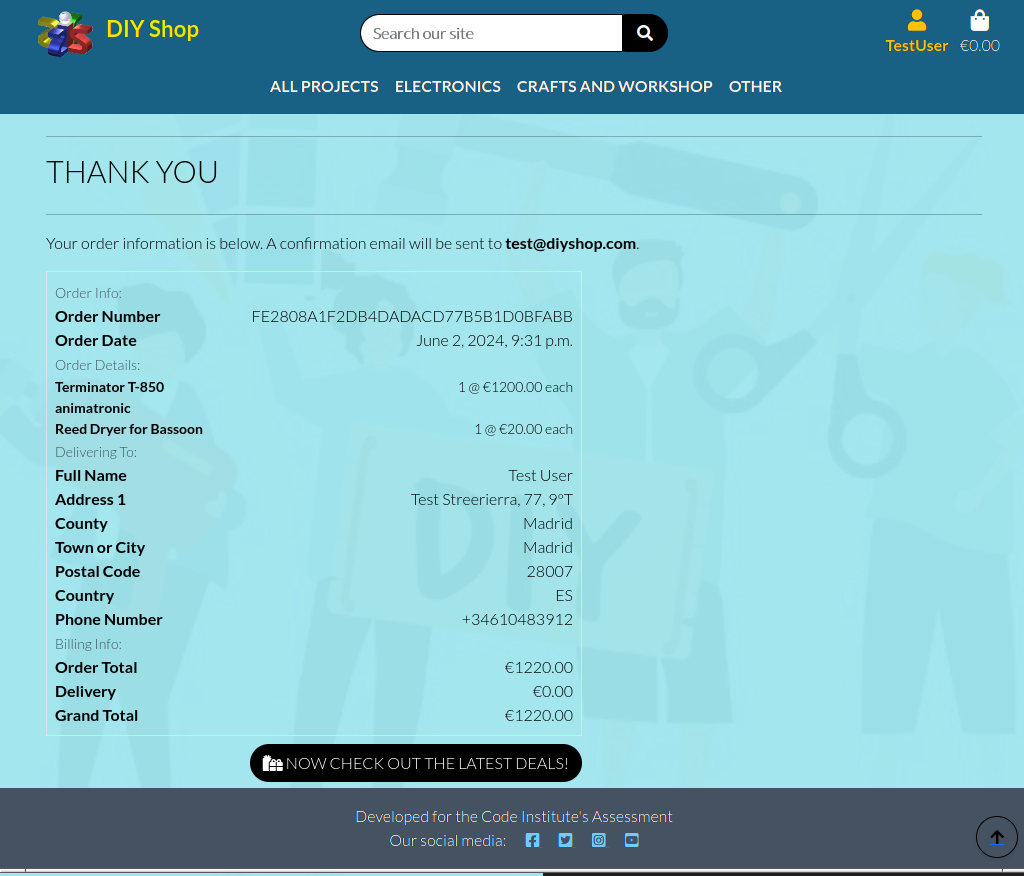 DIY Shop
Search our site
TestUser
€0.00
ALL PROJECTS ELECTRONICS CRAFTS AND WORKSHOP OTHER
THANK YOU
Your order information is below. A confirmation email will be sent to test@diyshop.com.
Order Info:
Order Number FE2808A1F2DB4DADACD77B5B1D0BFABB
Order Date June 2, 2024, 9:31 p.m.
Order Details:
Terminator T-850 1 @ €1200.00 each
animatronic
Reed Dryer for Bassoon 1 @ €20.00 each
Delivering To:
Full Name Test User
Address 1 Test Streerierra, 77, 9ºT
County Madrid
Town or City Madrid
Postal Code 28007
Country ES
Phone Number +34610483912
Billing Info:
Order Total €1220.00
Delivery €0.00
Grand Total €1220.00
DIY
NOW CHECK OUT THE LATEST DEALS!
Developed for the Code Institute's Assessment
Our social media: